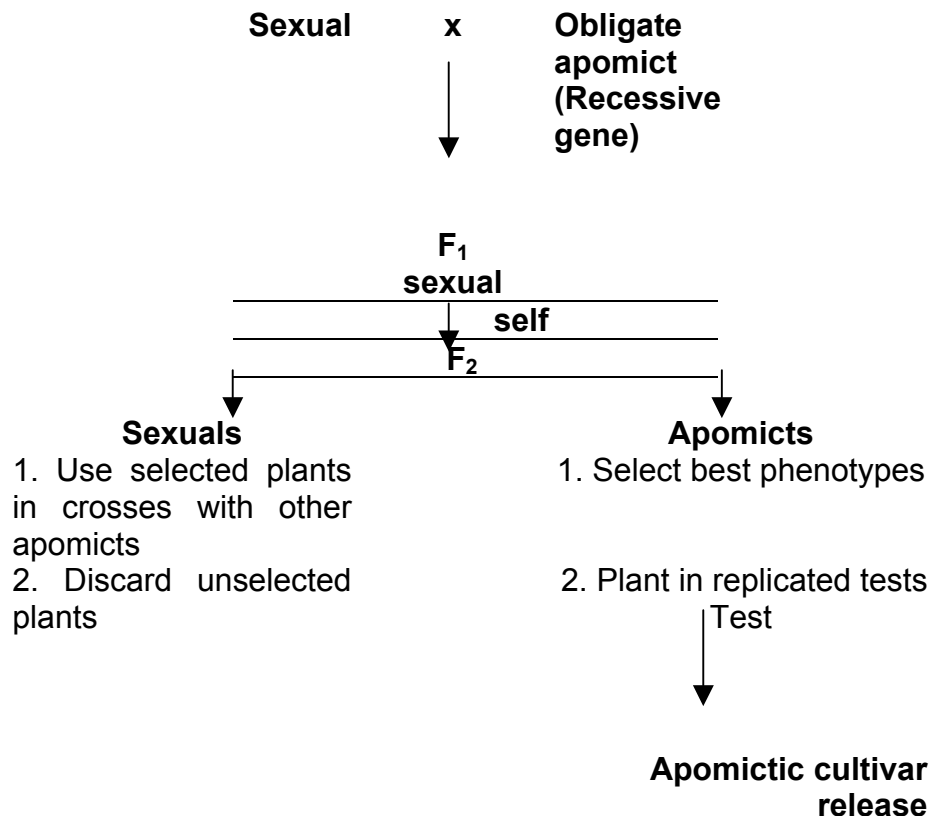 Sexual x Obligate
apomict
(Recessive
gene)
F₁
sexual
self
F₂
Sexuals
1. Use selected plants
in crosses with other
apomicts
2. Discard unselected
plants
Apomicts
1. Select best phenotypes
2. Plant in replicated tests
Test
Apomictic cultivar
release